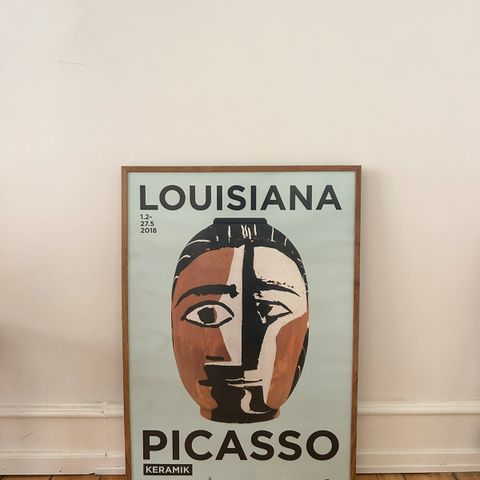 LOUISIANA
1.2-
27.5
2018
PICASSO
KERAMIK